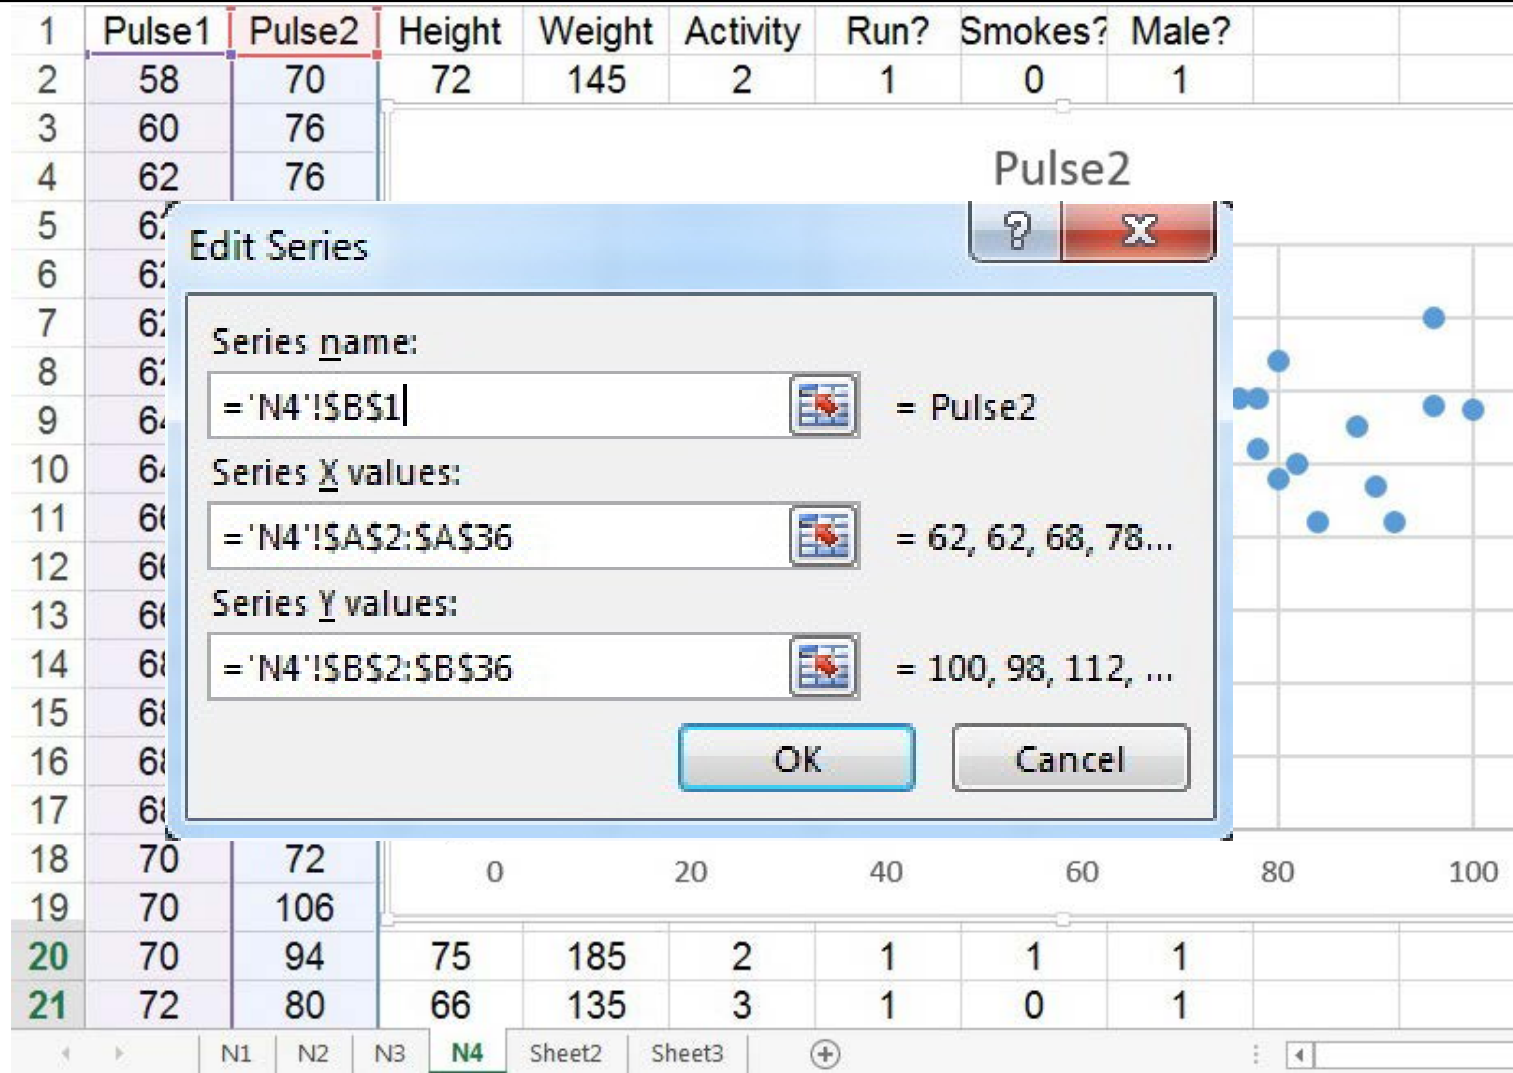 1 Pulse1 Pulse2 Height Weight Activity Run? Smokes? Male?
2 58 70 72 145 2 1 0 1
3 60 76
4 62 76
Pulse2
5
Edit Series
6
7
Series name:
8
9
='N4'!$B$1 = Pulse2
10
Series X values:
11
='N4'!$A$2:$A$36 = 62, 62, 68, 78...
12
13
Series Y values:
14
='N4'!$B$2:$B$36 = 100, 98, 112, ...
15
16
OK Cancel
17
18 70 72
0 20 40 60 80 100
19 70 106
20 70 94 75 185 2 1 1 1
21 72 80 66 135 3 1 0 1
N1 N2 N3 N4 Sheet2 Sheet3